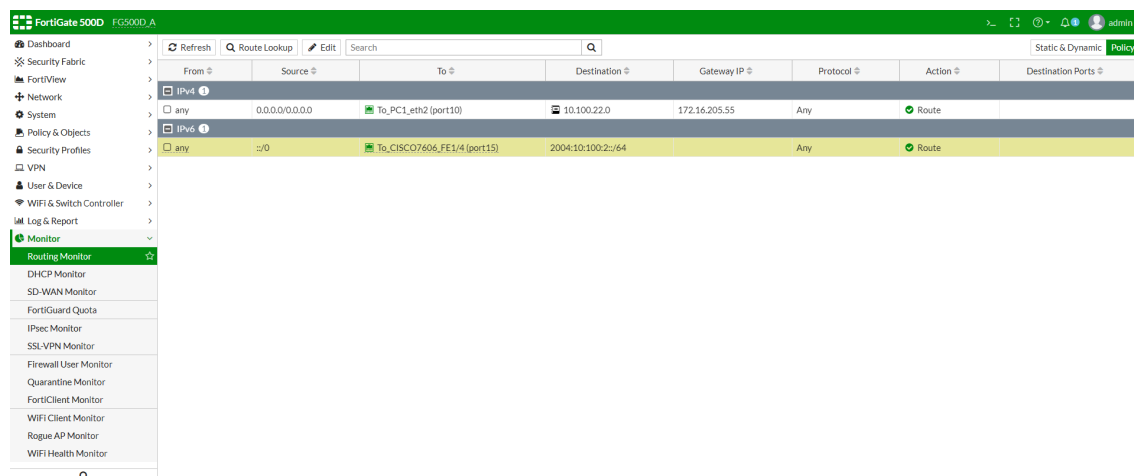 FortiGate 500D FG500D_A >_ 1 admin
Dashboard
Security Fabric
FortiView
Network
System
Policy & Objects
Security Profiles
VPN
User & Device
WiFi & Switch Controller
Log & Report
Monitor
Routing Monitor
DHCP Monitor
SD-WAN Monitor
FortiGuard Quota
IPsec Monitor
SSL-VPN Monitor
Firewall User Monitor
Quarantine Monitor
FortiClient Monitor
WiFi Client Monitor
Rogue AP Monitor
WiFi Health Monitor
Refresh Route Lookup Edit Search Static & Dynamic Policy
From Source To Destination Gateway IP Protocol Action Destination Ports
IPv4 1
any 0.0.0.0/0.0.0.0 To_PC1_eth2 (port10) 10.100.22.0 172.16.205.55 Any Route
IPv6 1
any ::/0 To_CISCO7606_FE1/4 (port15) 2004:10:100:2::/64 Any Route